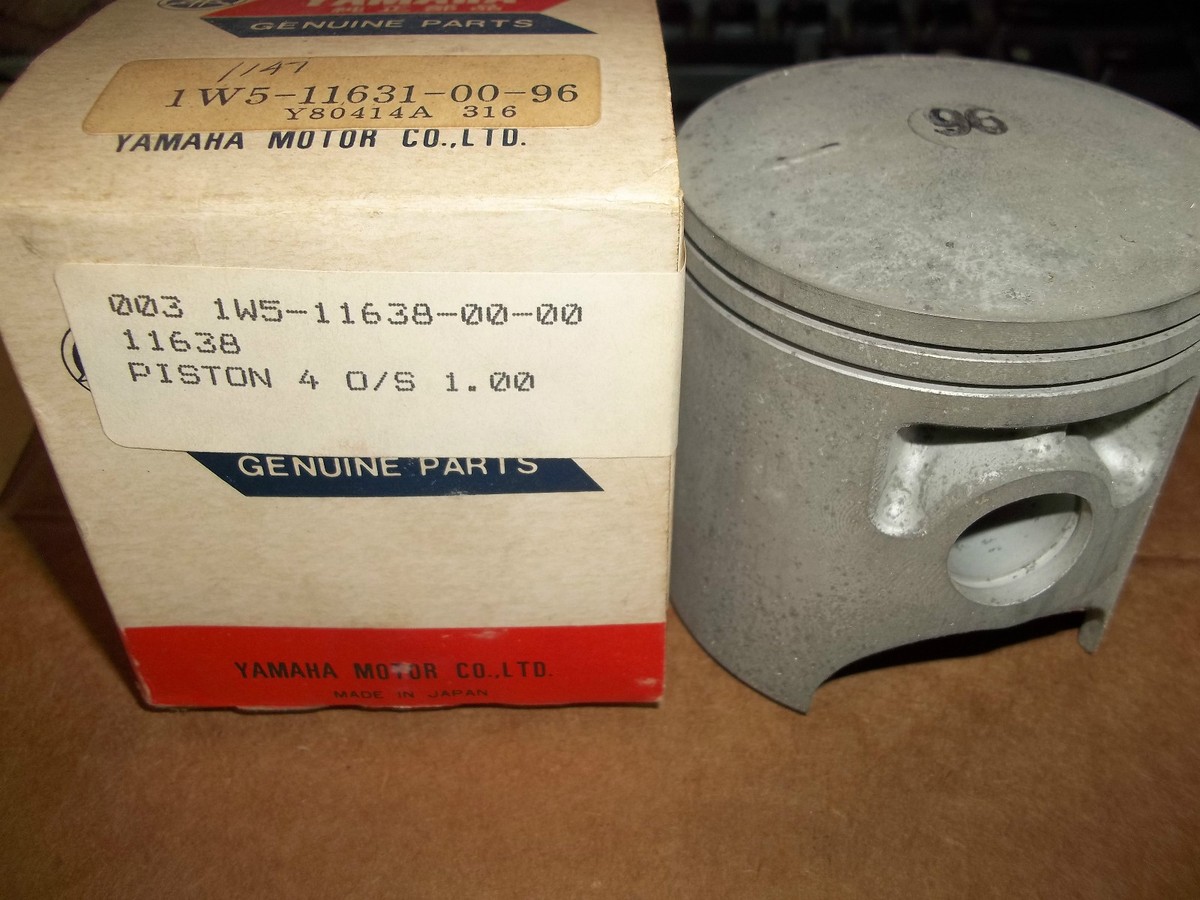 YAMAHA
GENUINE PARTS
1147
1W5-11631-00-96
Y80414A 316
YAMAHA MOTOR CO.,LTD.
003 1W5-11638-00-00
11638
PISTON 4 O/S 1.00
GENUINE PARTS
YAMAHA MOTOR CO.,LTD.
MADE IN JAPAN
96